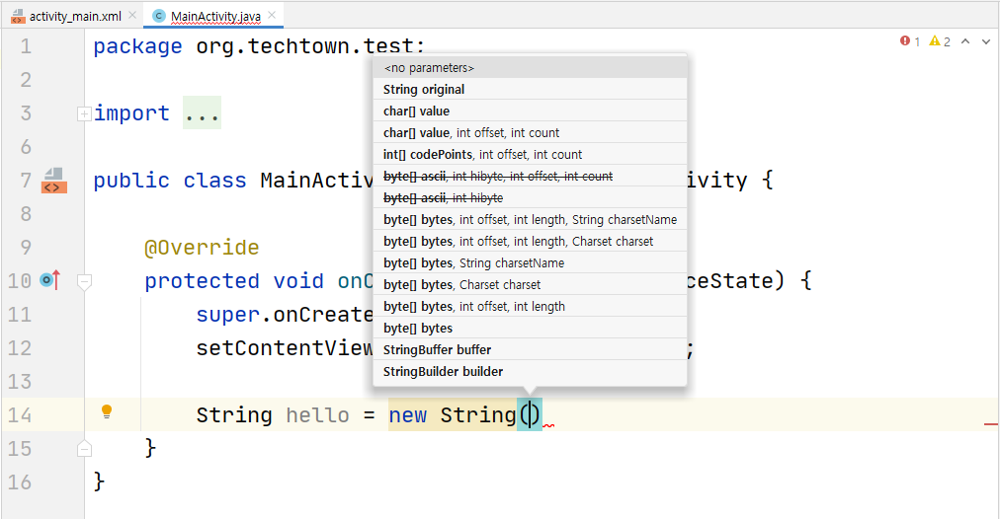 activity_main.xml MainActivity.java
1 package org.techtown.test; 1 2
2
3 import ...
6
7 public class MainActiv ivity {
8
9 @Override
10 protected void onC ceState) {
11 super.onCreate
12 setContentView ;
13
14 String hello = new String()
15 }
16 }
<no parameters>
String original
char[] value
char[] value, int offset, int count
int[] codePoints, int offset, int count
byte[] ascii, int hibyte, int offset, int count
byte[] ascii, int hibyte
byte[] bytes, int offset, int length, String charsetName
byte[] bytes, int offset, int length, Charset charset
byte[] bytes, String charsetName
byte[] bytes, Charset charset
byte[] bytes, int offset, int length
byte[] bytes
StringBuffer buffer
StringBuilder builder